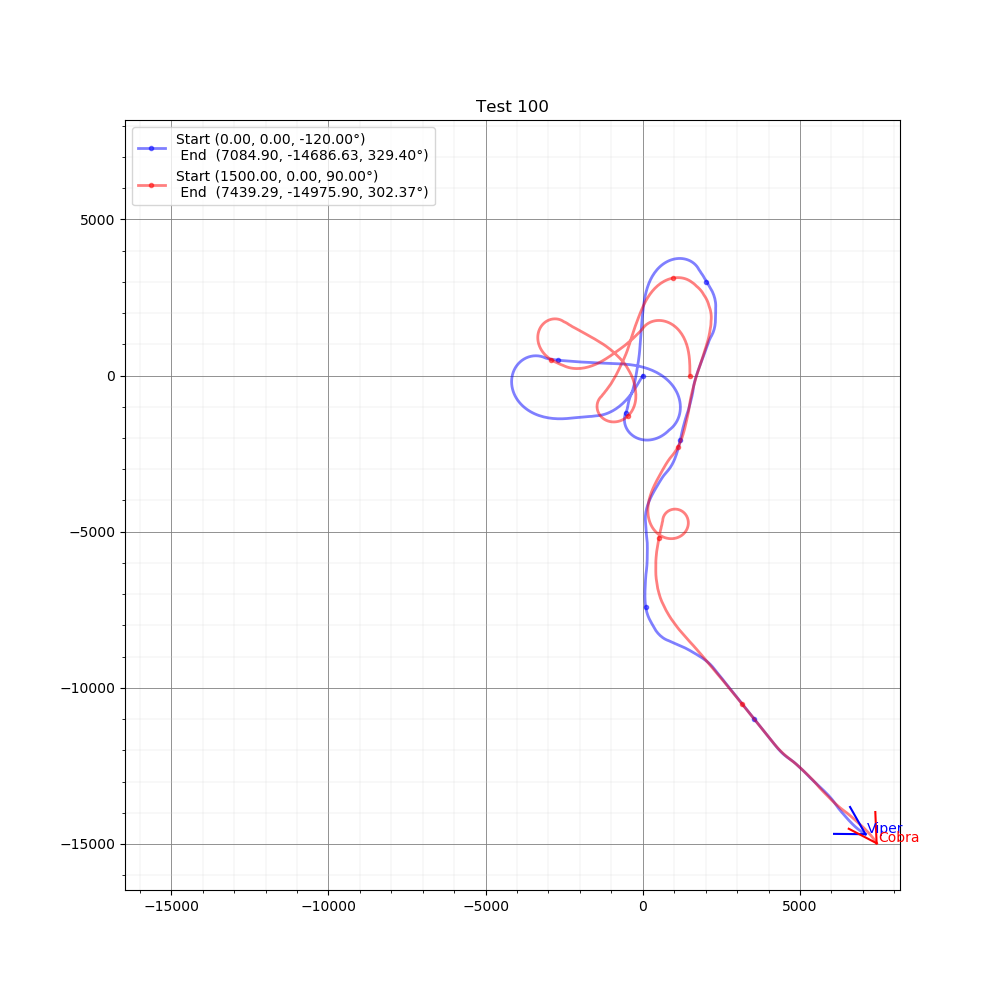 Test 100
Start (0.00, 0.00, -120.00°)
End (7084.90, -14686.63, 329.40°)
Start (1500.00, 0.00, 90.00°)
End (7439.29, -14975.90, 302.37°)
5000
0
−5000
−10000
−15000
Viper
Cobra
−15000
−10000
−5000
0
5000